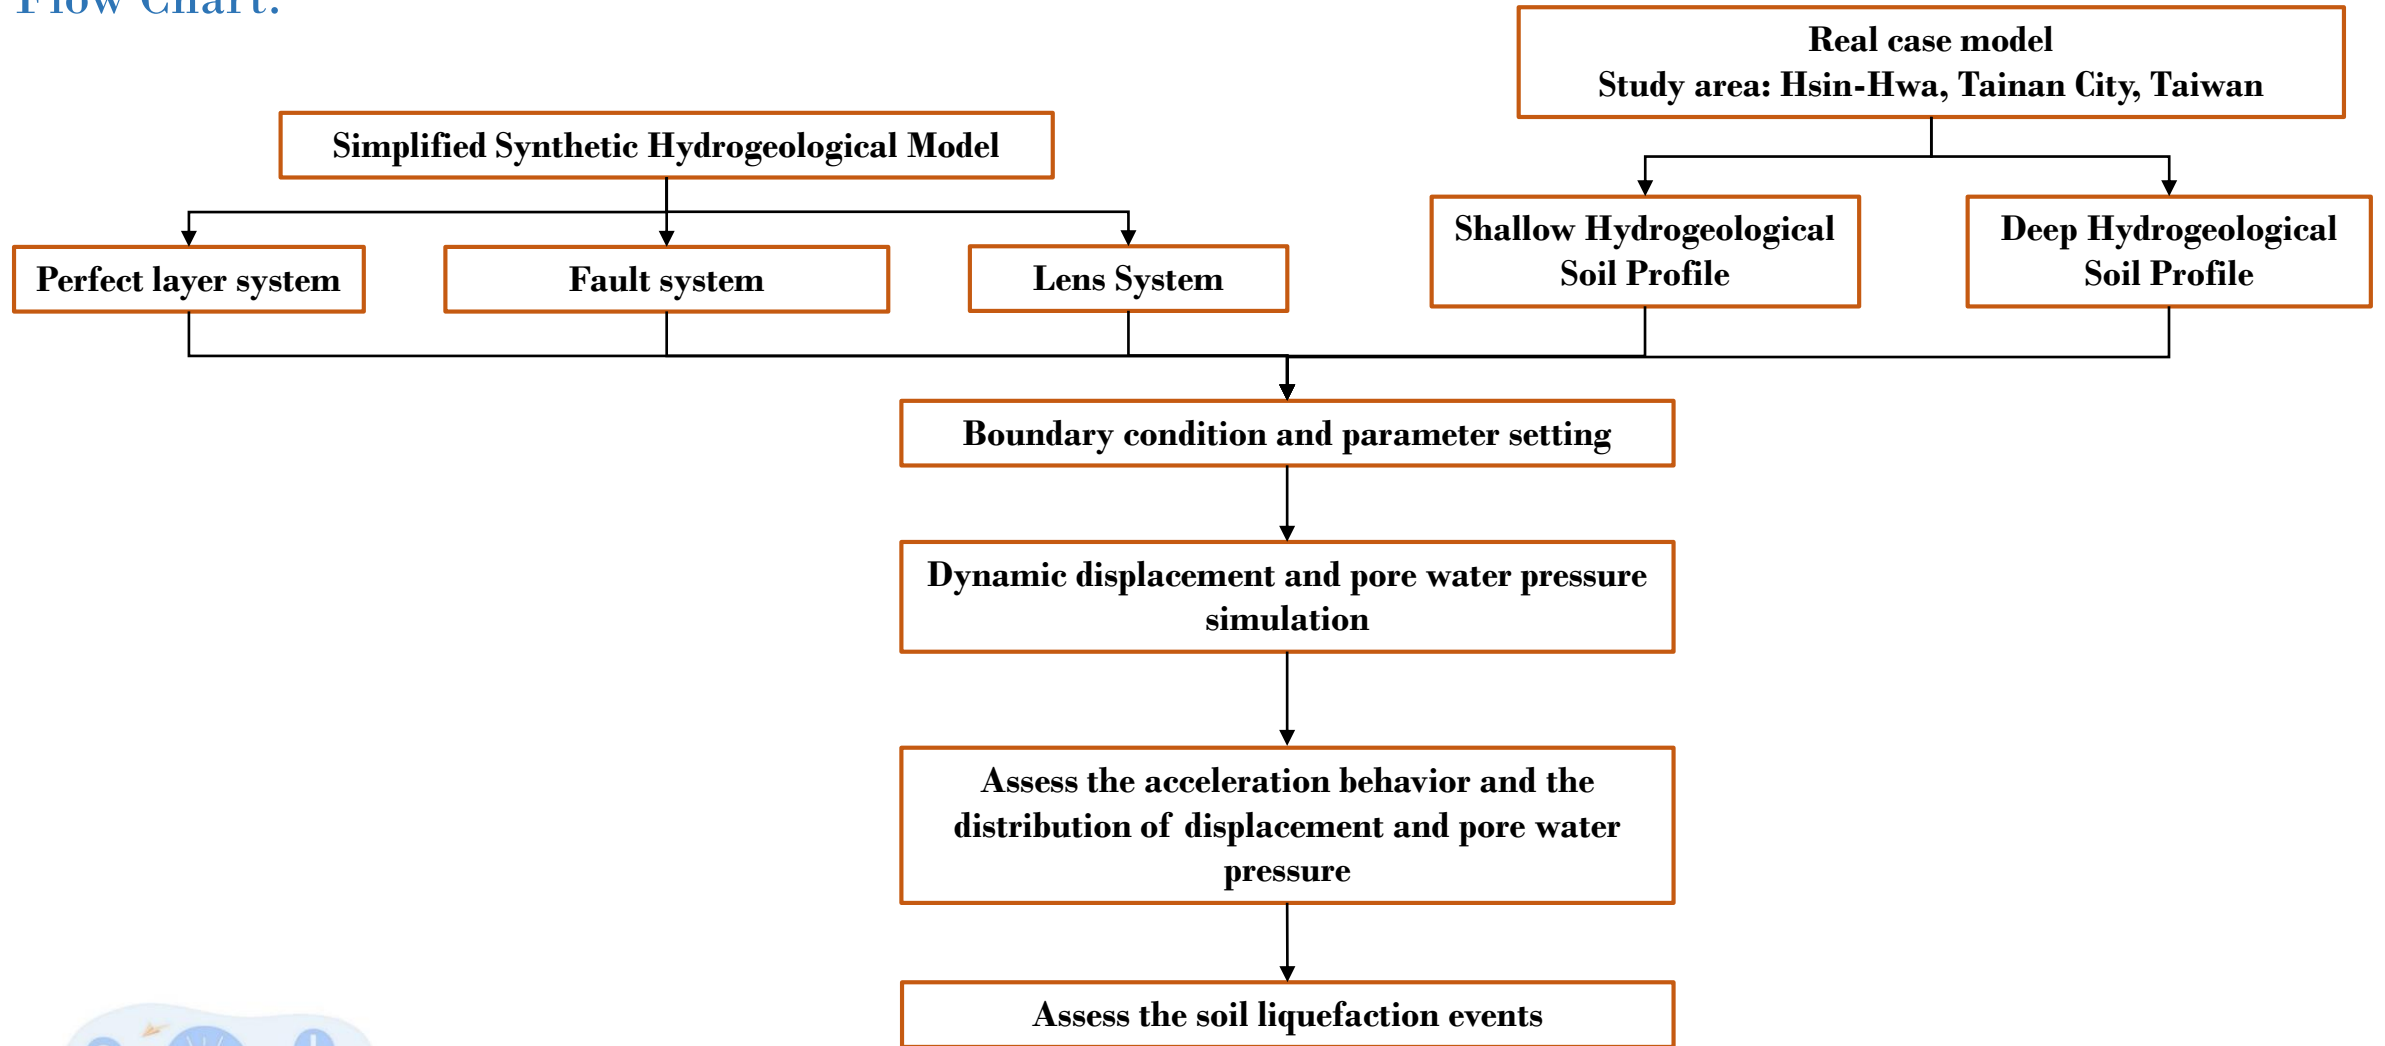 Flow Chart:
Real case model
Study area: Hsin-Hwa, Tainan City, Taiwan
Simplified Synthetic Hydrogeological Model
Perfect layer system
Fault system
Lens System
Shallow Hydrogeological
Soil Profile
Deep Hydrogeological
Soil Profile
Boundary condition and parameter setting
Dynamic displacement and pore water pressure
simulation
Assess the acceleration behavior and the
distribution of displacement and pore water
pressure
Assess the soil liquefaction events